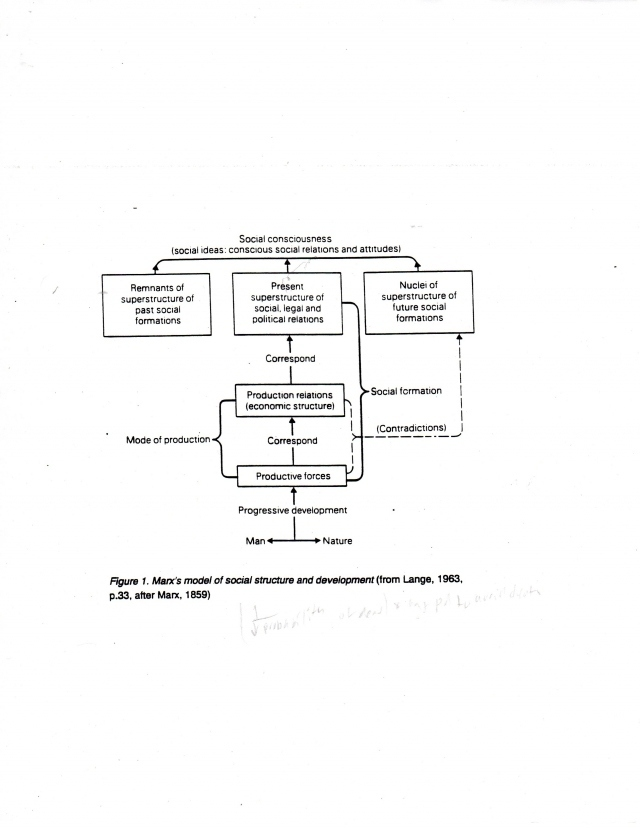 Social consciousness
(social ideas: conscious social relations and attitudes)
Remnants of
superstructure of
past social
formations
Present
superstructure of
social, legal and
political relations
Nuclei of
superstructure of
future social
formations
Correspond
Production relations
(economic structure)
Social formation
(Contradictions)
Mode of production
Correspond
Productive forces
Progressive development
Man
Nature
Figure 1. Marx's model of social structure and development (from Lange, 1963,
p.33, after Marx, 1859)